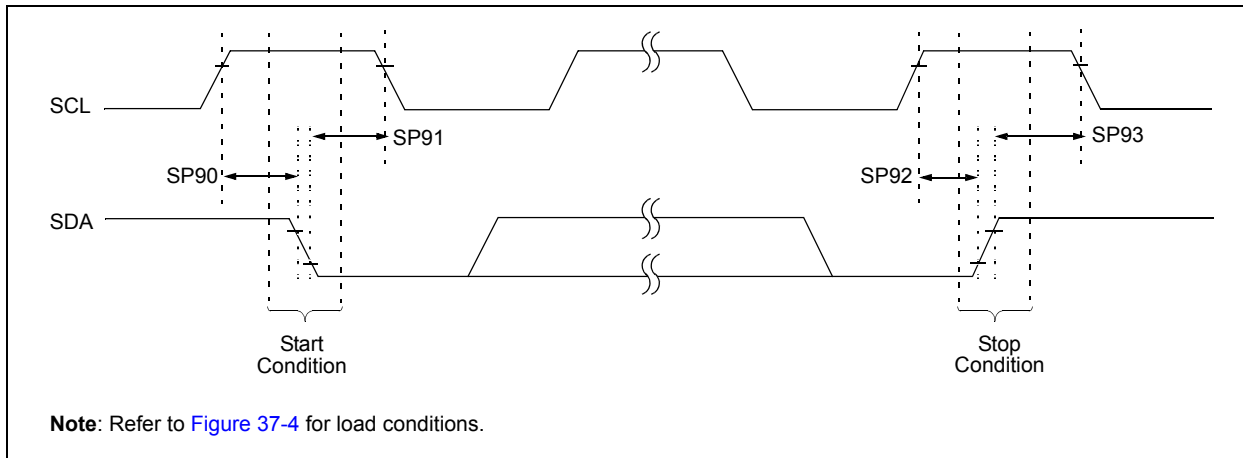 SCL
SP91
SP93
SP90
SP92
SDA
Start
Condition
Stop
Condition
Note: Refer to Figure 37-4 for load conditions.